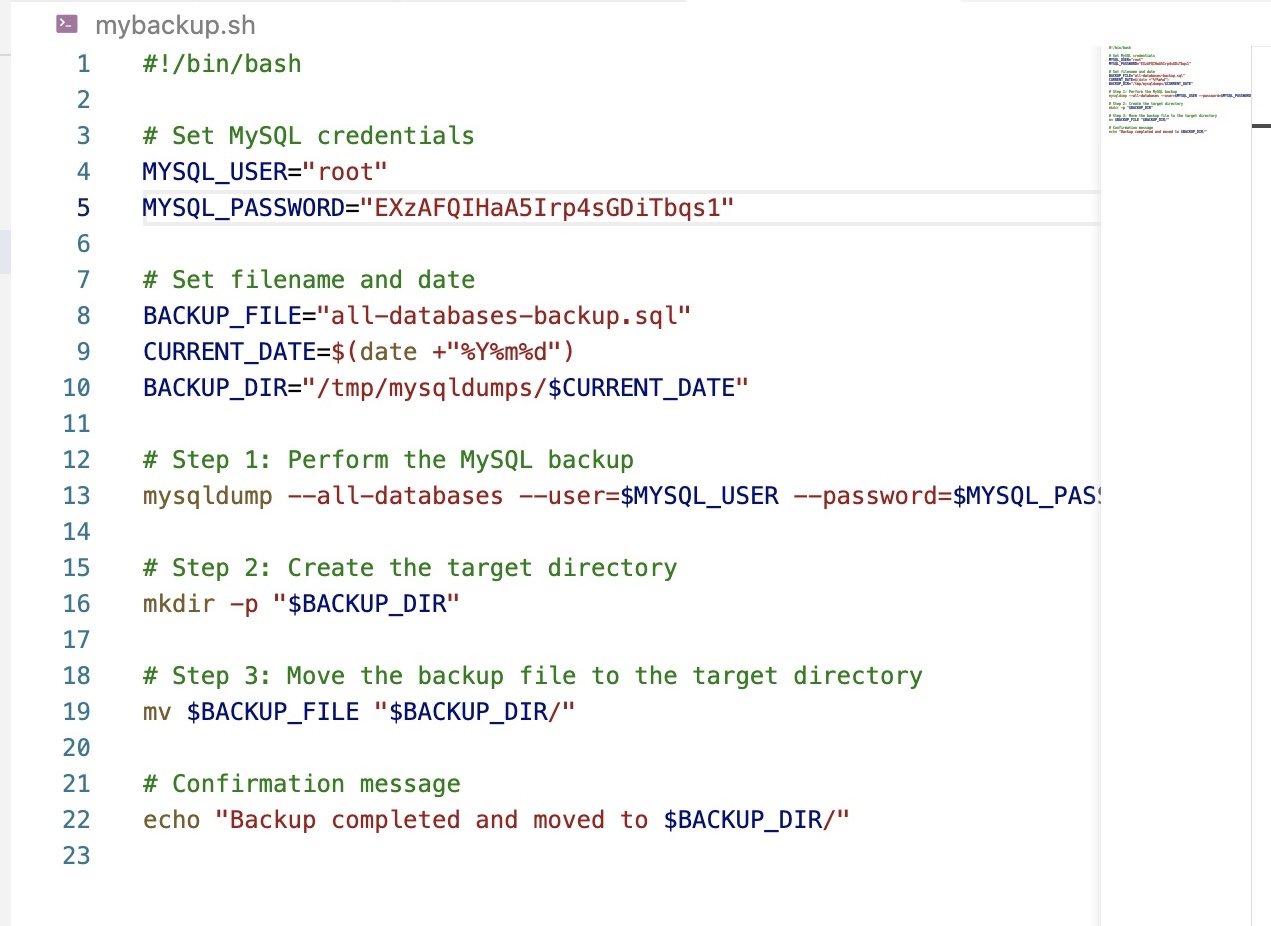 mybackup.sh
1 #!/bin/bash
2
3 # Set MySQL credentials
4 MYSQL_USER="root"
5 MYSQL_PASSWORD="EXzAFQIHaA5Irp4sGDiTbqs1"
6
7 # Set filename and date
8 BACKUP_FILE="all-databases-backup.sql"
9 CURRENT_DATE=$(date +"%Y%m%d")
10 BACKUP_DIR="/tmp/mysqldumps/$CURRENT_DATE"
11
12 # Step 1: Perform the MySQL backup
13 mysqldump --all-databases --user=$MYSQL_USER --password=$MYSQL_PASS
14
15 # Step 2: Create the target directory
16 mkdir -p "$BACKUP_DIR"
17
18 # Step 3: Move the backup file to the target directory
19 mv $BACKUP_FILE "$BACKUP_DIR/"
20
21 # Confirmation message
22 echo "Backup completed and moved to $BACKUP_DIR/"
23